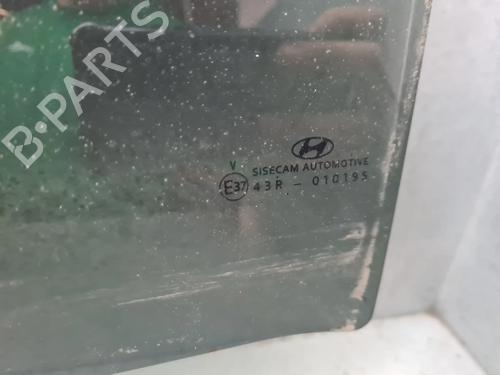 B-PARTS
V
SISECAM AUTOMOTIVE
E37 43R - 010195